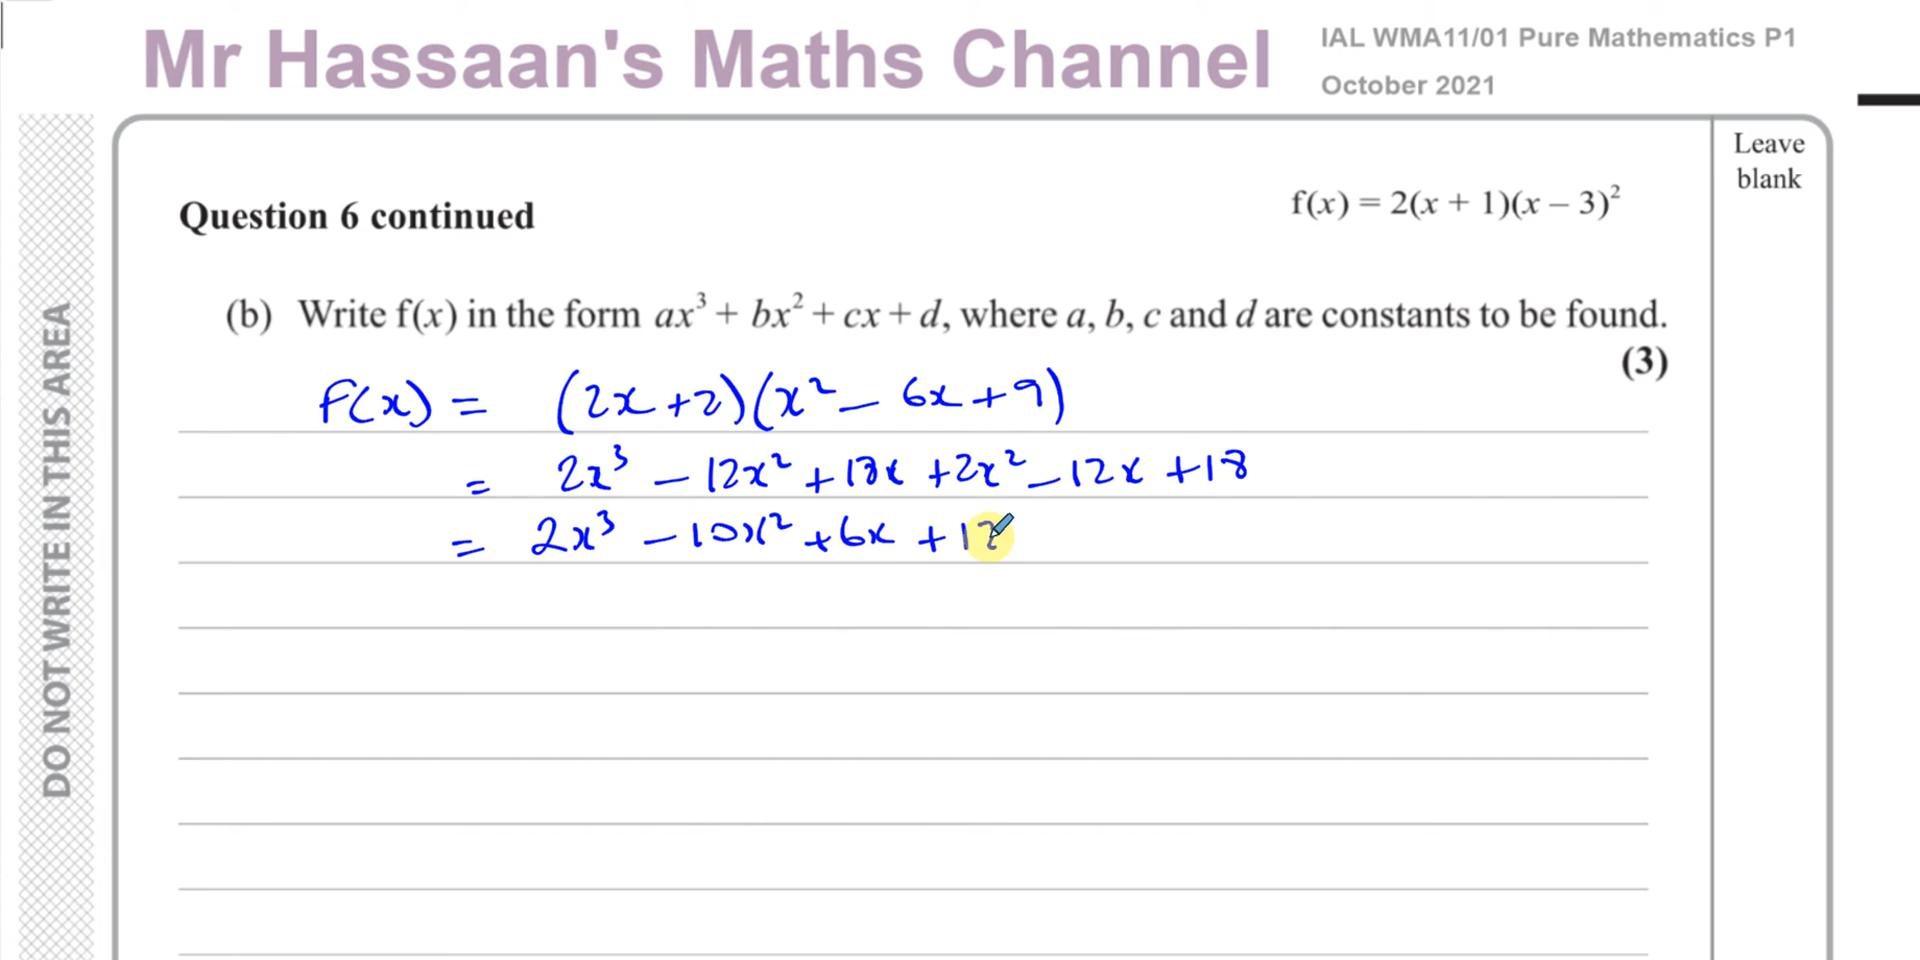 Mr Hassaan's Maths Channel
IAL WMA11/01 Pure Mathematics P1
October 2021
Leave
blank
Question 6 continued
f(x) = 2(x + 1)(x – 3)²
(b) Write f(x) in the form ax³ + bx² + cx + d, where a, b, c and d are constants to be found.
(3)
f(x) = (2x+2)(x² – 6x+9)
= 2x³ – 12x² +18x +2x² – 12x +18
= 2x³ – 10x² +6x +18
DO NOT WRITE IN THIS AREA